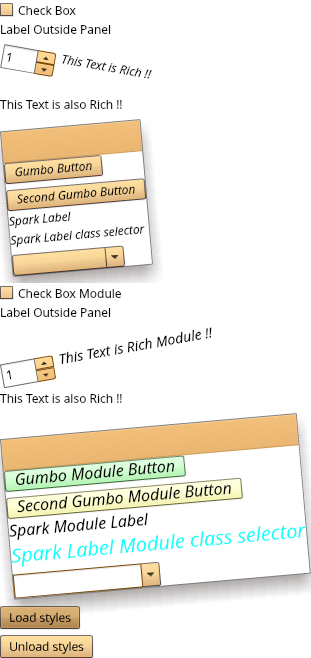 Check Box
Label Outside Panel
1
This Text is Rich !!
This Text is also Rich !!
Gumbo Button
Second Gumbo Button
Spark Label
Spark Label class selector
Check Box Module
Label Outside Panel
This Text is Rich Module !!
1
This Text is also Rich !!
Gumbo Module Button
Second Gumbo Module Button
Spark Module Label
Spark Label Module class selector
Load styles
Unload styles